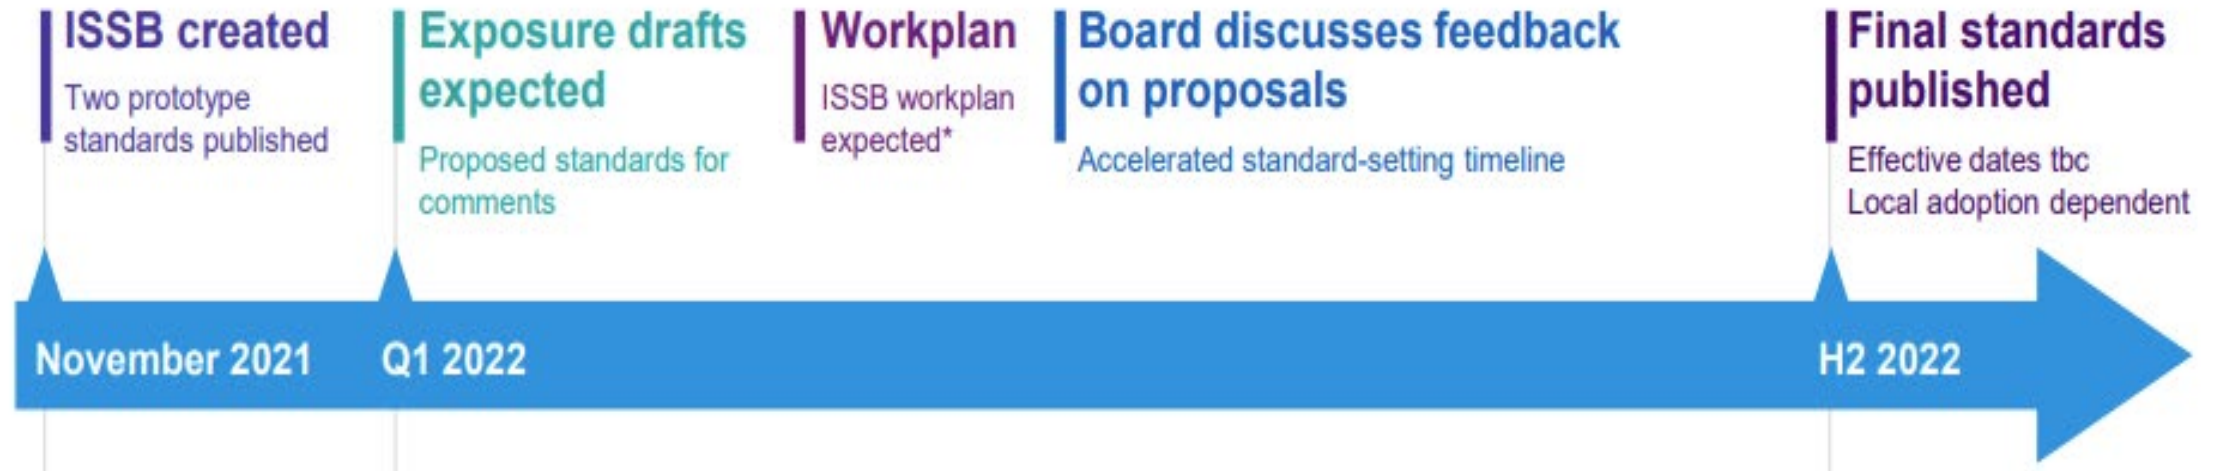 ISSB created
Two prototype
standards published
Exposure drafts
expected
Proposed standards for
comments
Workplan
ISSB workplan
expected*
Board discusses feedback
on proposals
Accelerated standard-setting timeline
Final standards
published
Effective dates tbc
Local adoption dependent
November 2021
Q1 2022
H2 2022